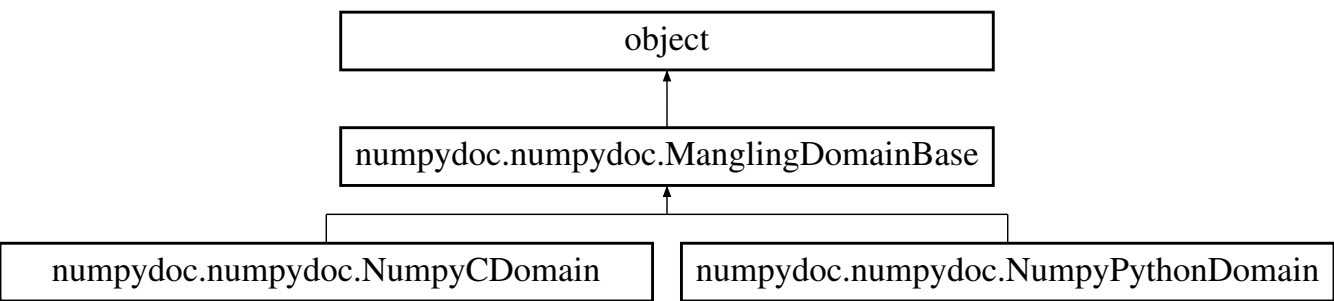 object
numpydoc.numpydoc.ManglingDomainBase
numpydoc.numpydoc.NumpyCDomain
numpydoc.numpydoc.NumpyPythonDomain